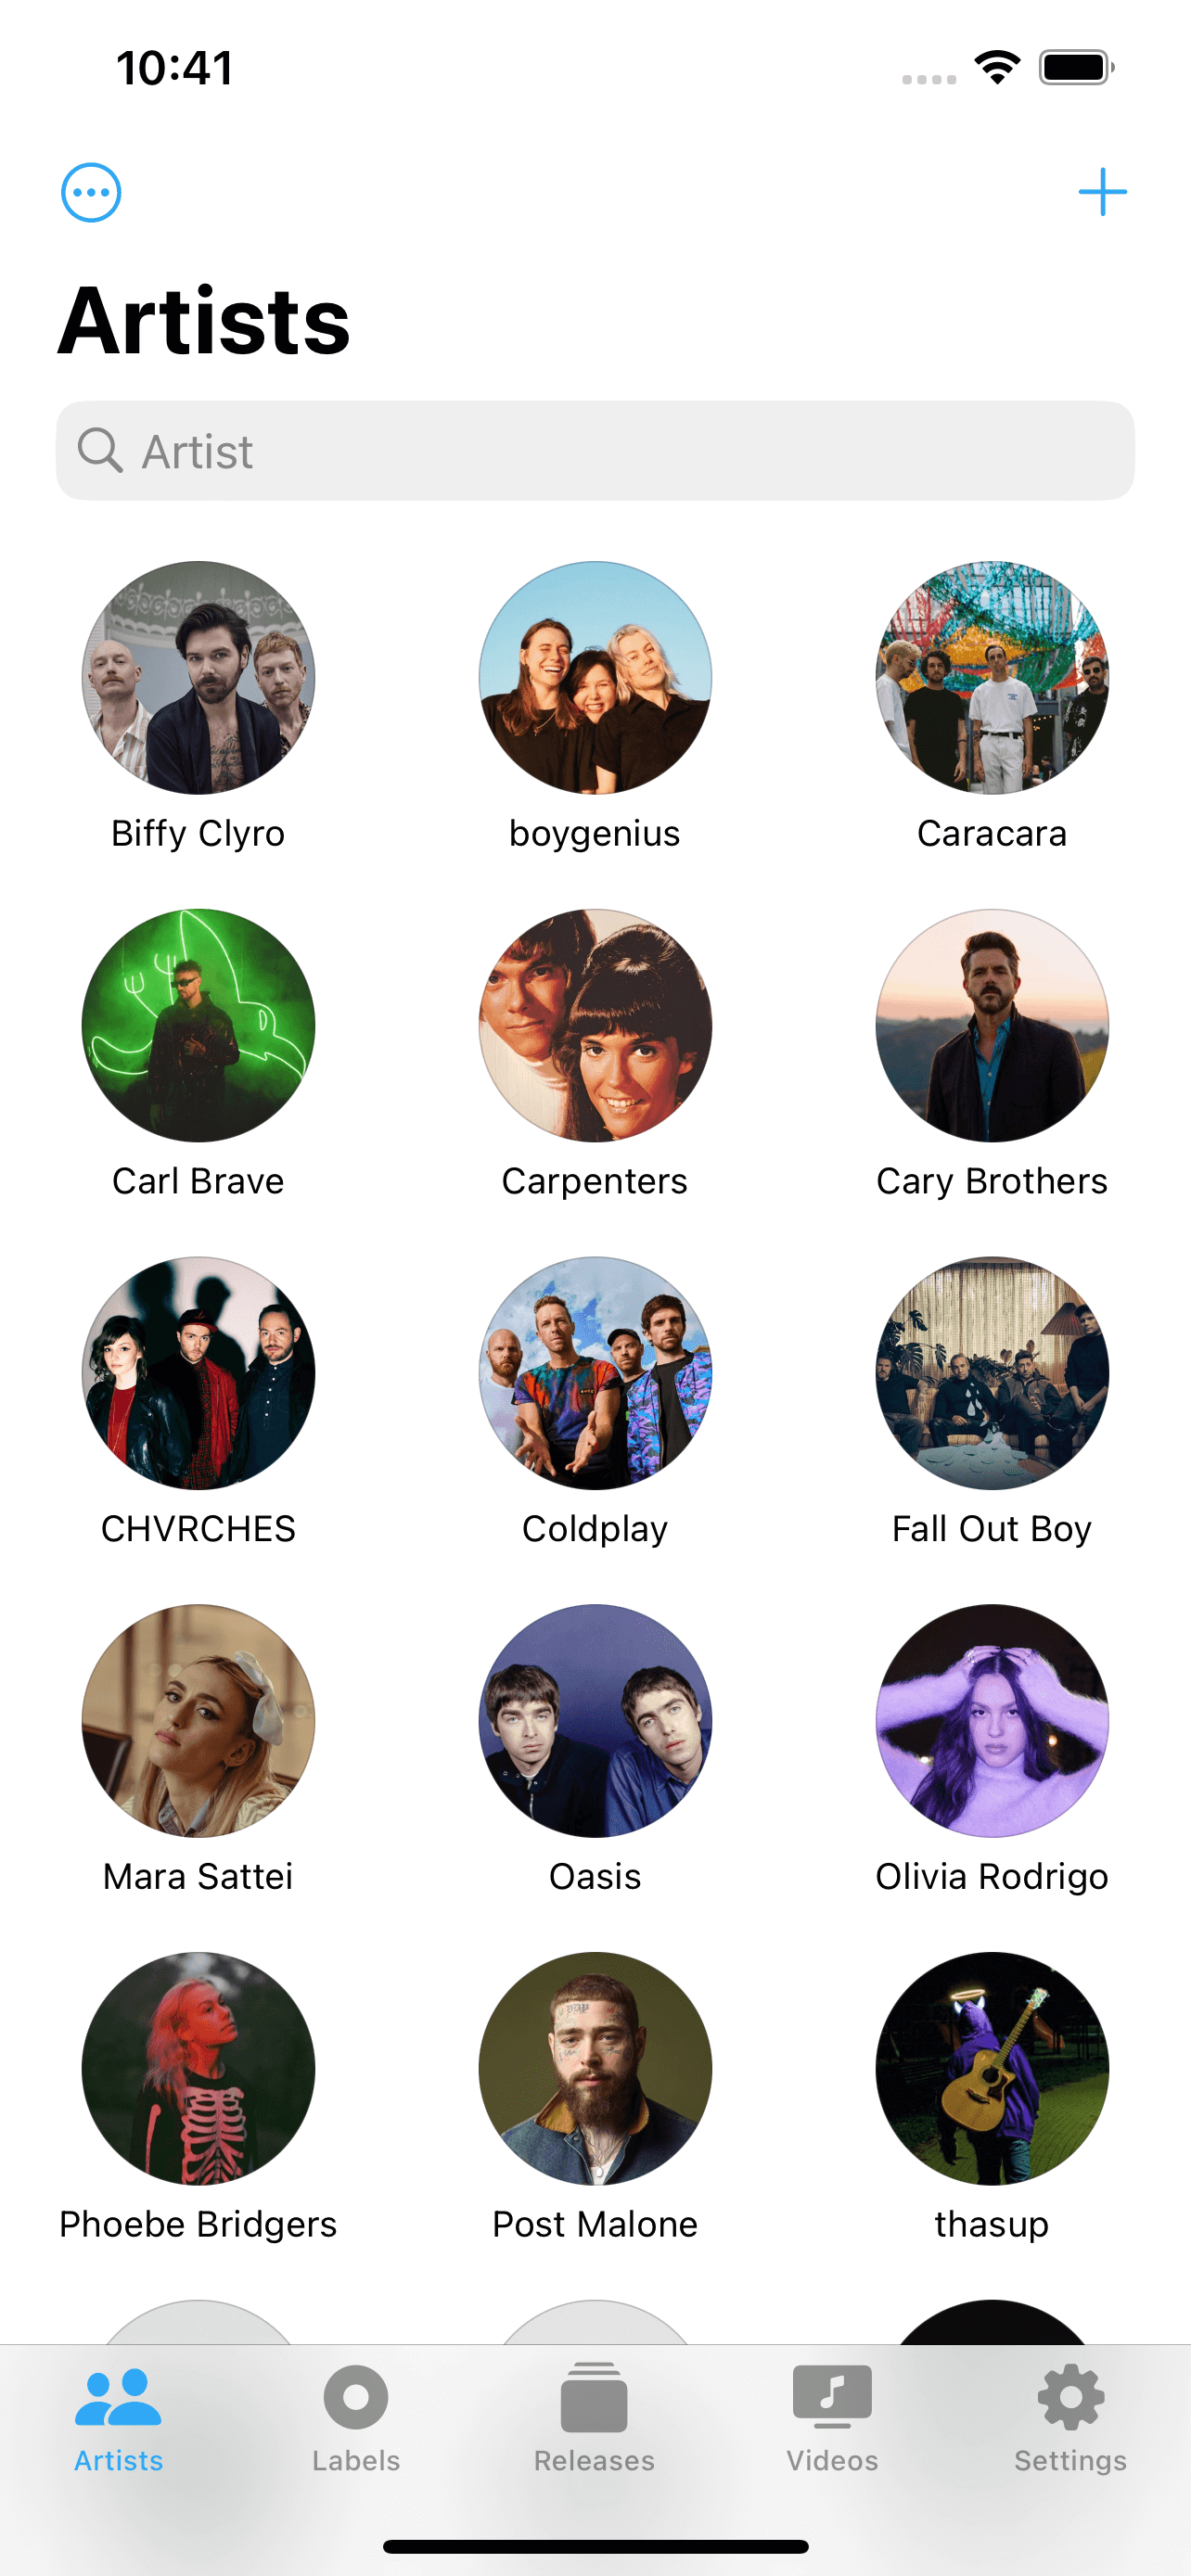 10:41
Artists
Artist
Biffy Clyro
boygenius
Caracara
Carl Brave
Carpenters
Cary Brothers
CHVRCHES
Coldplay
Fall Out Boy
Mara Sattei
Oasis
Olivia Rodrigo
Phoebe Bridgers
Post Malone
thasup
Artists
Labels
Releases
Videos
Settings